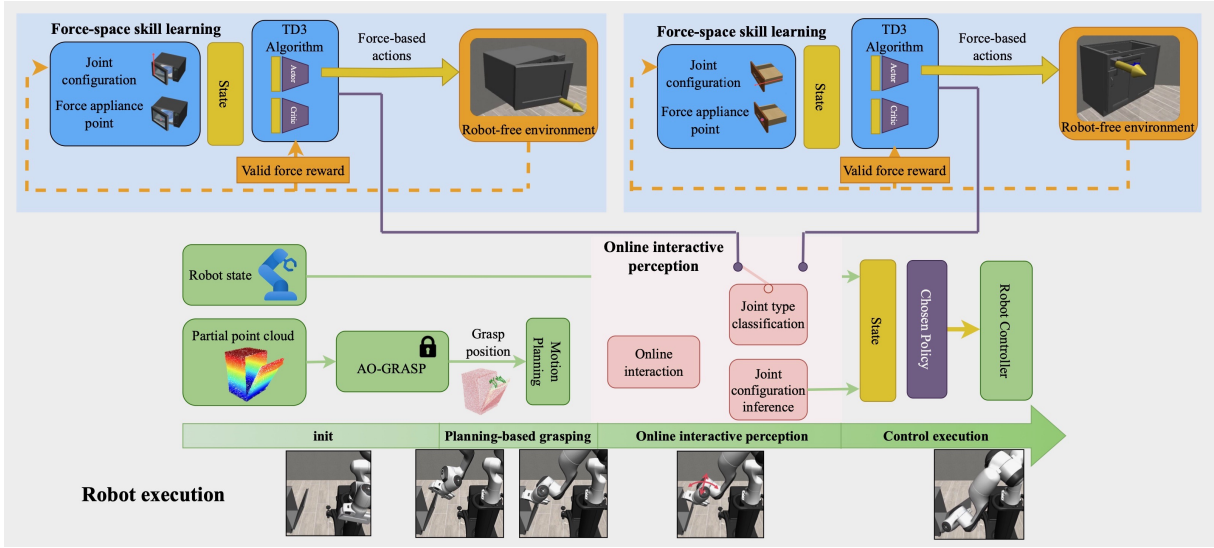 Force-space skill learning
Joint
configuration
Force appliance
point
State
TD3
Algorithm
Actor
Critic
Force-based
actions
Robot-free environment
Valid force reward
Force-space skill learning
Joint
configuration
Force appliance
point
State
TD3
Algorithm
Actor
Critic
Force-based
actions
Robot-free environment
Valid force reward
Robot state
Partial point cloud
AO-GRASP
Grasp
position
Motion
Planning
Online interactive
perception
Online
interaction
Joint type
classification
Joint
configuration
inference
State
Chosen Policy
Robot Controller
init
Planning-based grasping
Online interactive perception
Control execution
Robot execution